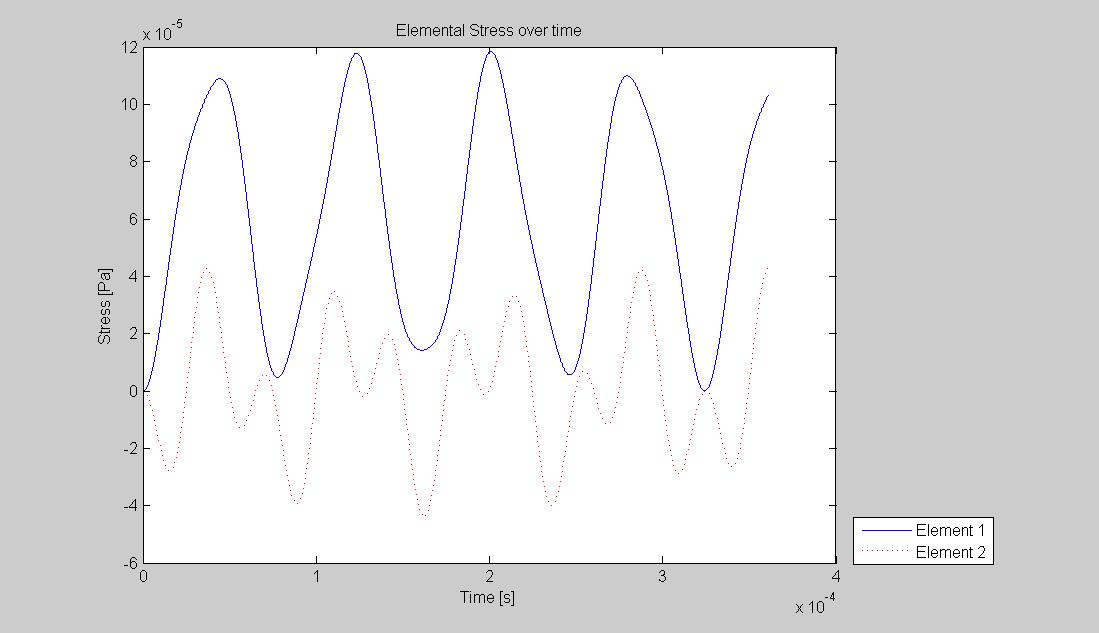 x 10^-5
Elemental Stress over time
12
10
8
6
4
2
0
-2
-4
-6
Stress [Pa]
0 1 2 3 4
Time [s]
x 10^-4
Element 1
Element 2